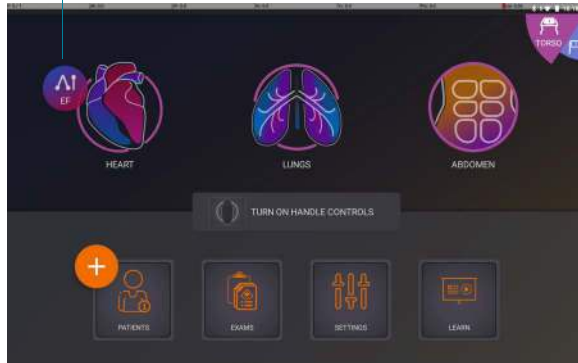 TORSO
AI
EF
HEART
LUNGS
ABDOMEN
TURN ON HANDLE CONTROLS
PATIENTS
EXAMS
SETTINGS
LEARN